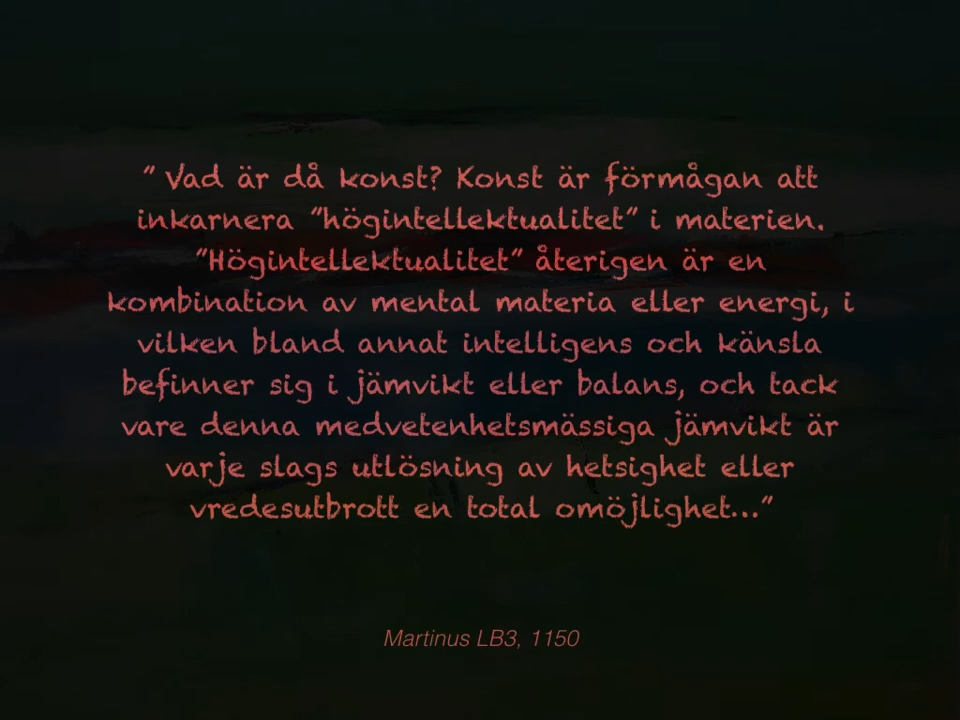 ” Vad är då konst? Konst är förmågan att
inkarnera ”högintellektualitet” i materien.
”Högintellektualitet” återigen är en
kombination av mental materia eller energi, i
vilken bland annat intelligens och känsla
befinner sig i jämvikt eller balans, och tack
vare denna medvetenhetsmässiga jämvikt är
varje slags utlösning av hetsighet eller
vredesutbrott en total omöjlighet...”
Martinus LB3, 1150